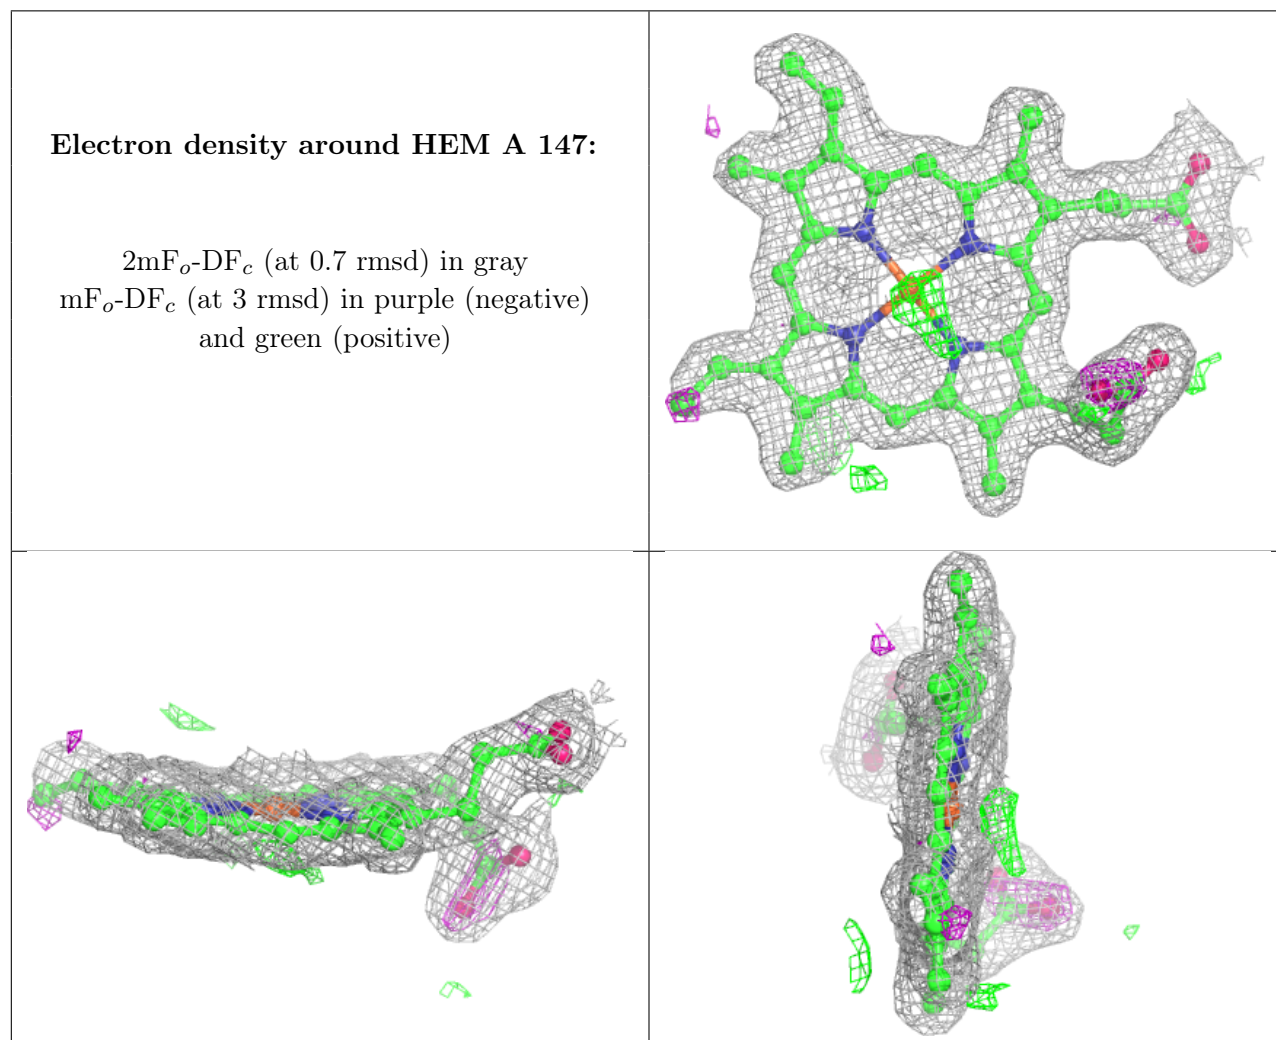 Electron density around HEM A 147:
2mFo-DFc (at 0.7 rmsd) in gray
mFo-DFc (at 3 rmsd) in purple (negative)
and green (positive)